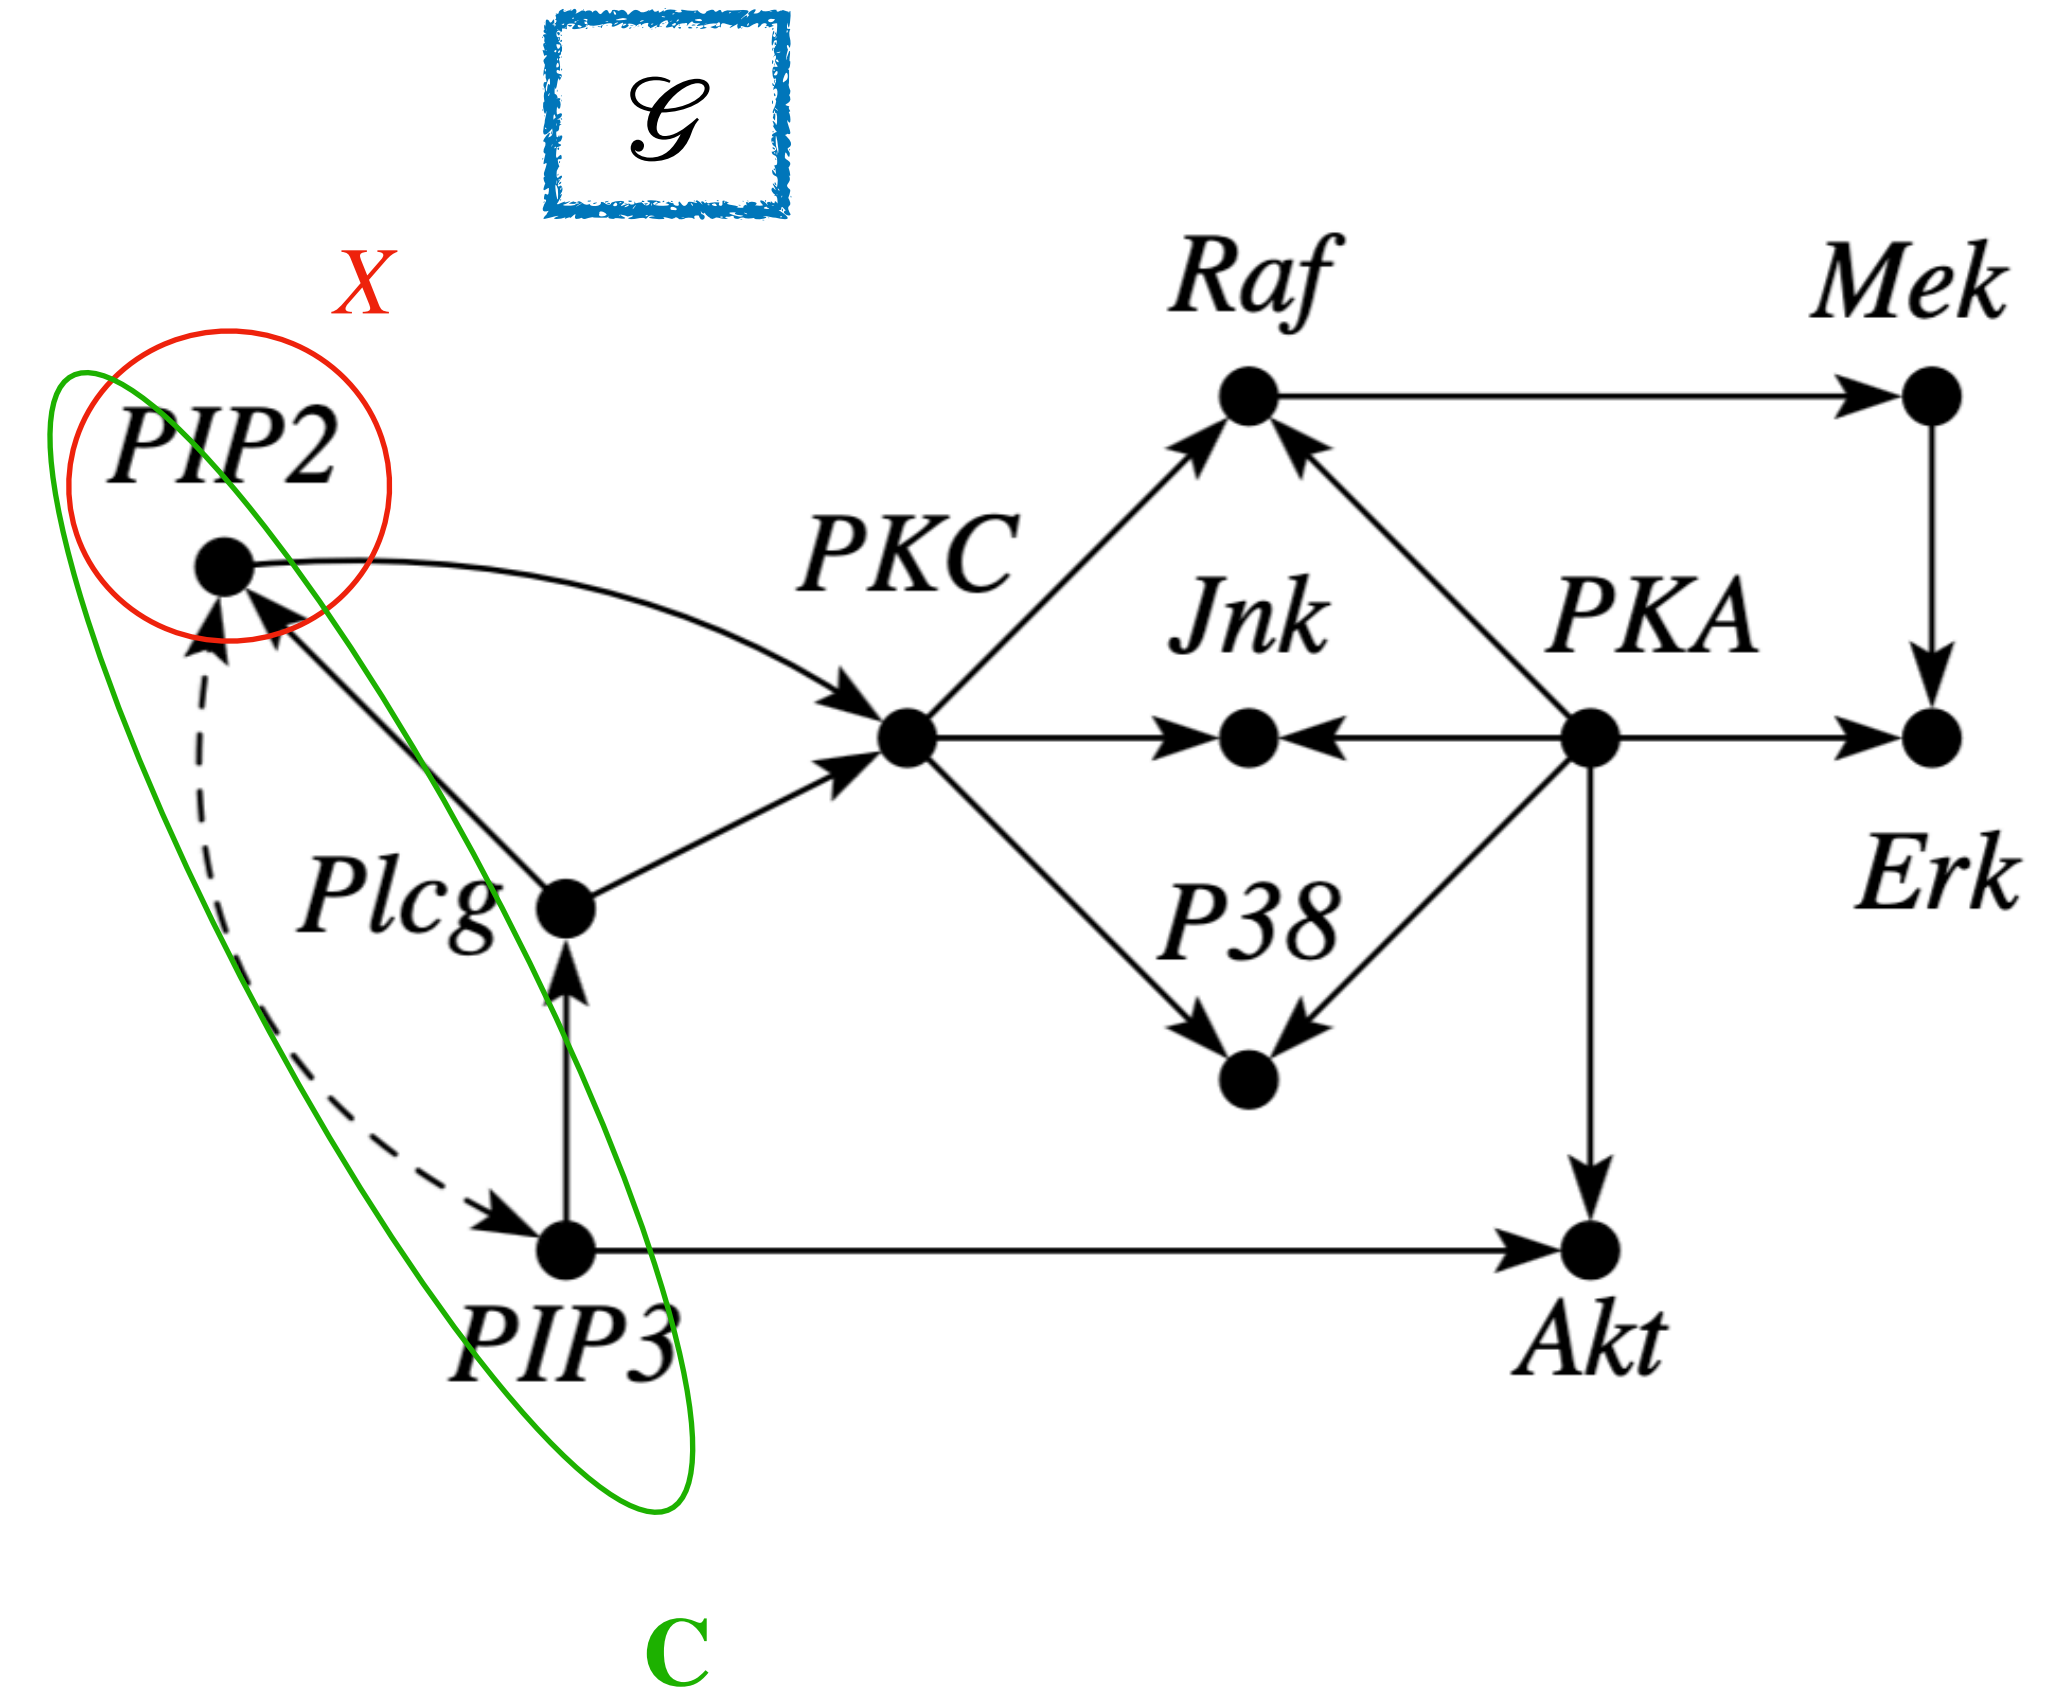 𝒢
X
Raf
Mek
PIP2
PKC
Jnk
PKA
Plcg
P38
Erk
PIP3
Akt
C